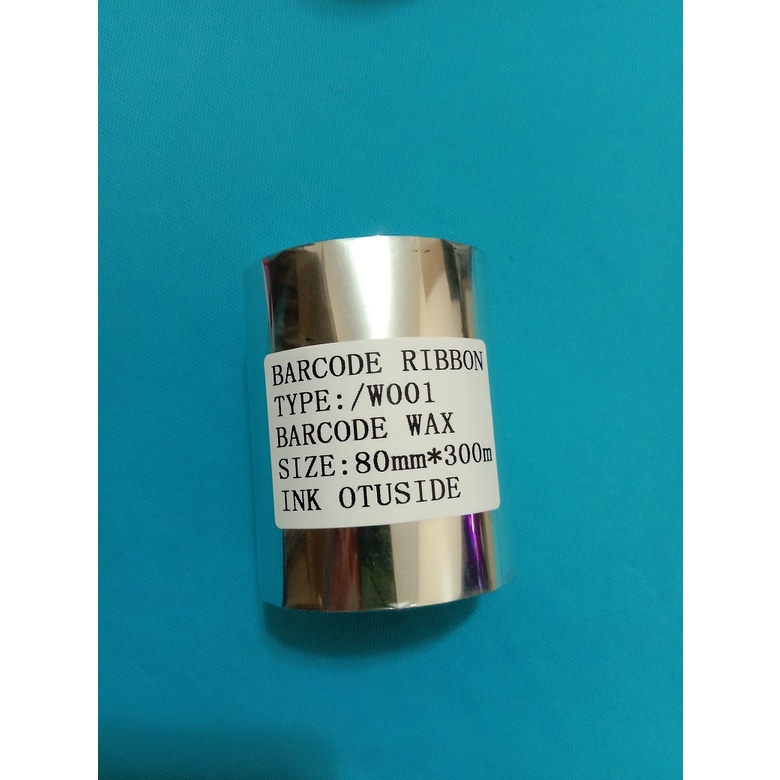 BARCODE RIBBON
TYPE:/W001
BARCODE WAX
SIZE:80mm*300m
INK OTUSIDE